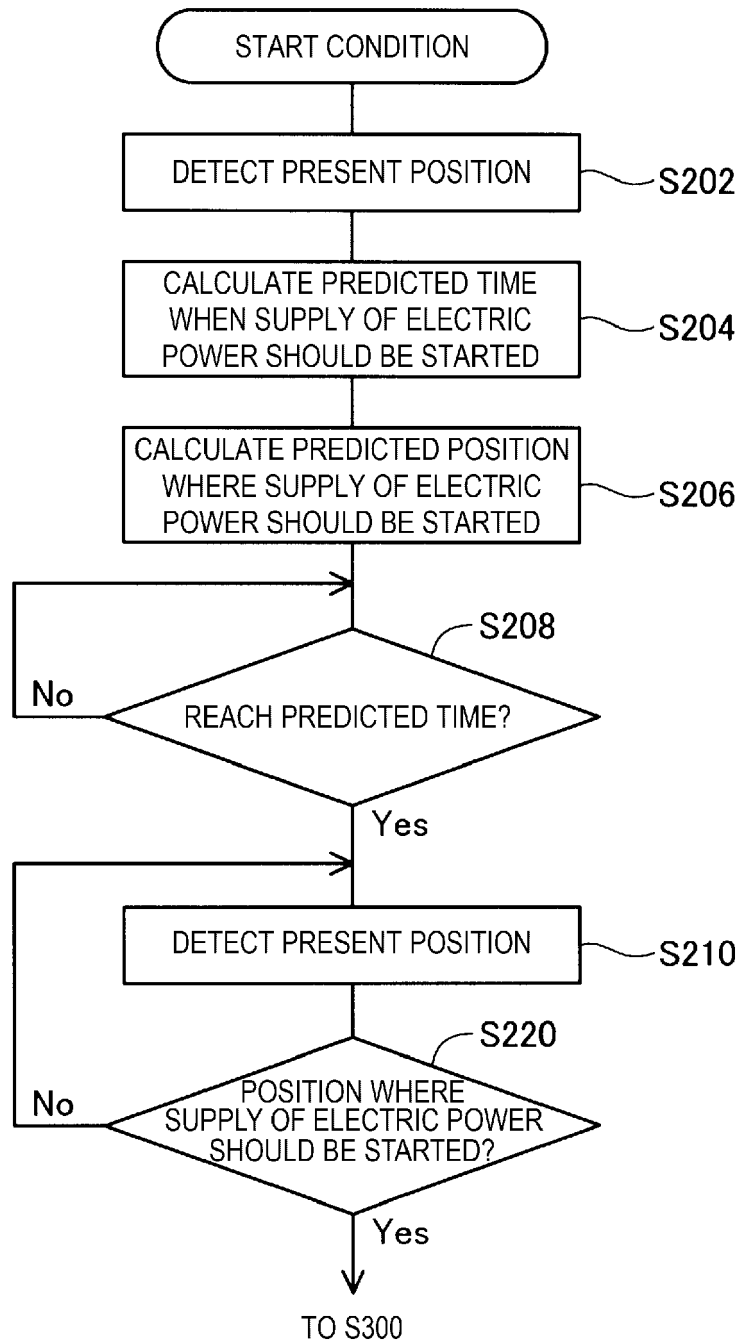 START CONDITION
DETECT PRESENT POSITION
S202
CALCULATE PREDICTED TIME
WHEN SUPPLY OF ELECTRIC
POWER SHOULD BE STARTED
S204
CALCULATE PREDICTED POSITION
WHERE SUPPLY OF ELECTRIC
POWER SHOULD BE STARTED
S206
S208
No
REACH PREDICTED TIME?
Yes
DETECT PRESENT POSITION
S210
S220
No
POSITION WHERE
SUPPLY OF ELECTRIC POWER
SHOULD BE STARTED?
Yes
TO S300